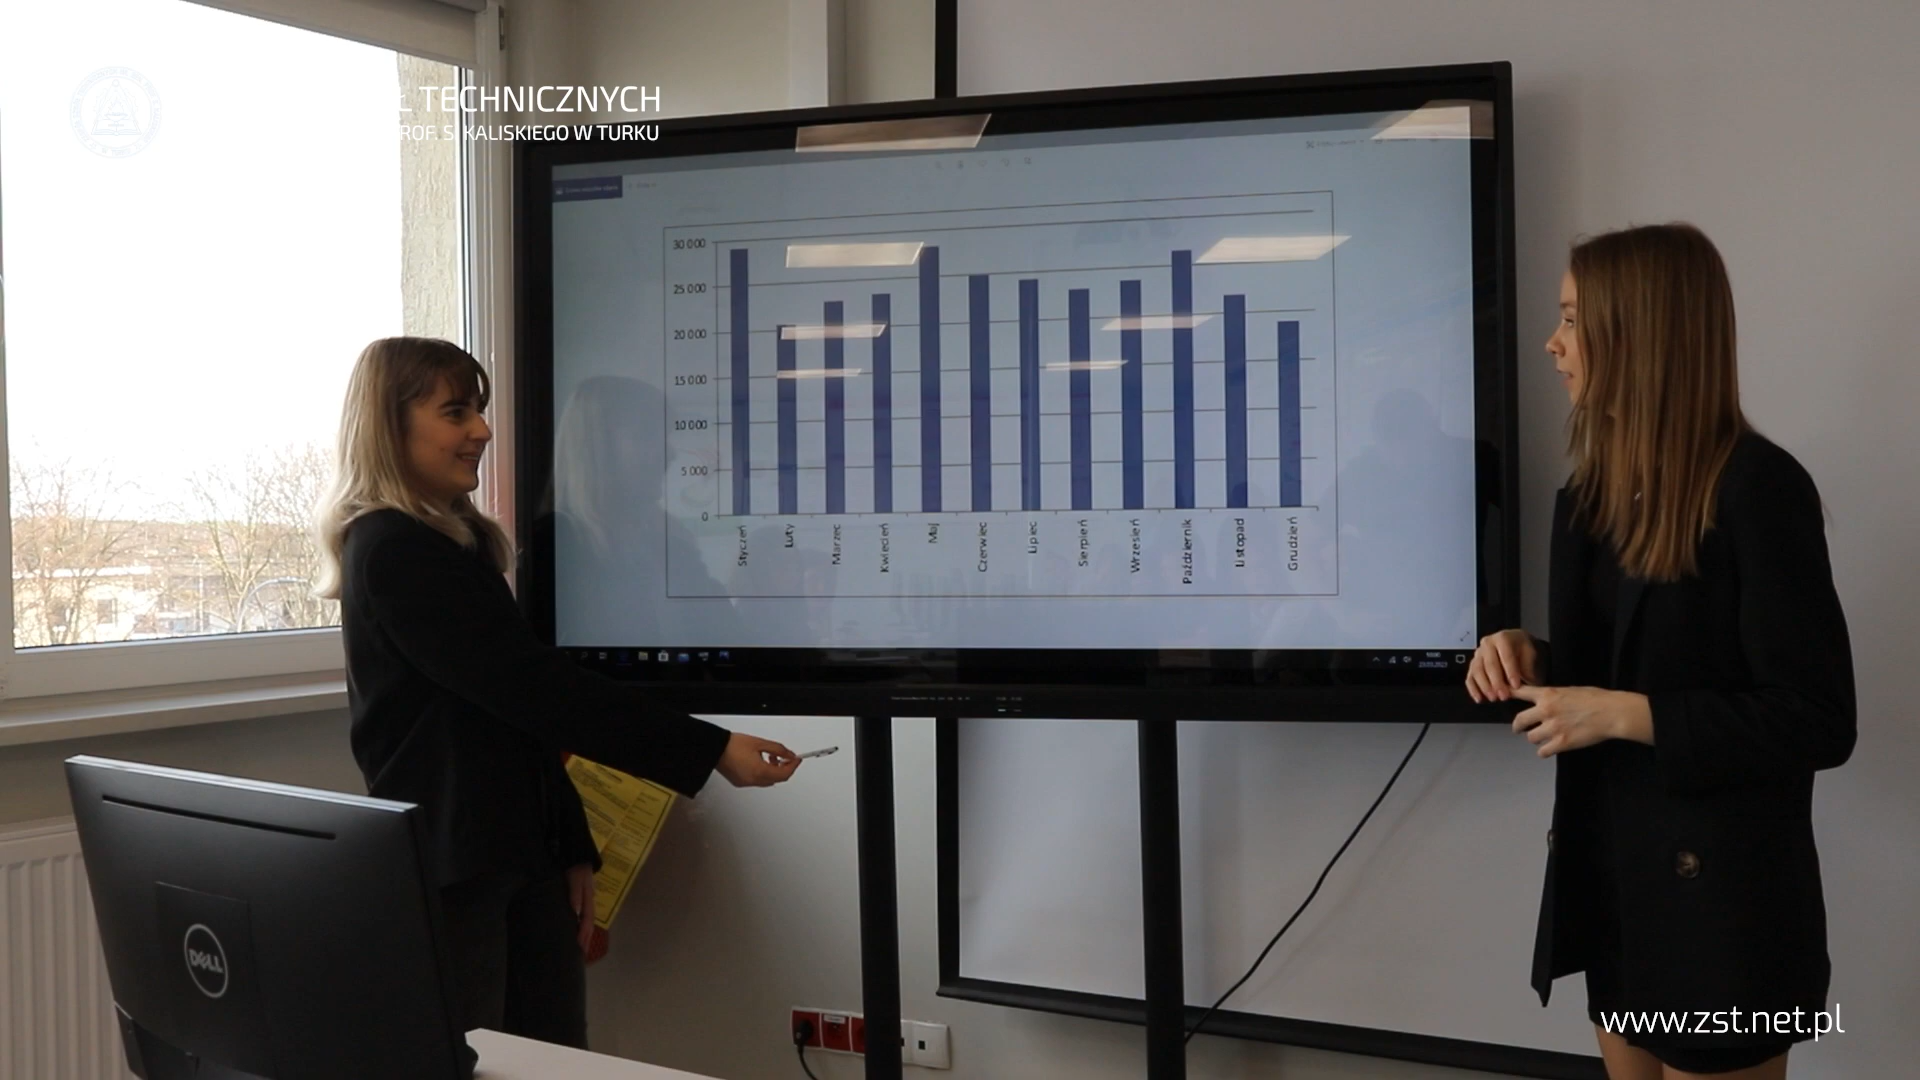 Ł TECHNICZNYCH
PROF. S. KALISKIEGO W TURKU
30 000
25 000
20 000
15 000
10 000
5 000
0
Styczeń
Luty
Marzec
Kwiecień
Maj
Czerwiec
Lipiec
Sierpień
Wrzesień
Październik
Listopad
Grudzień
DELL
www.zst.net.pl